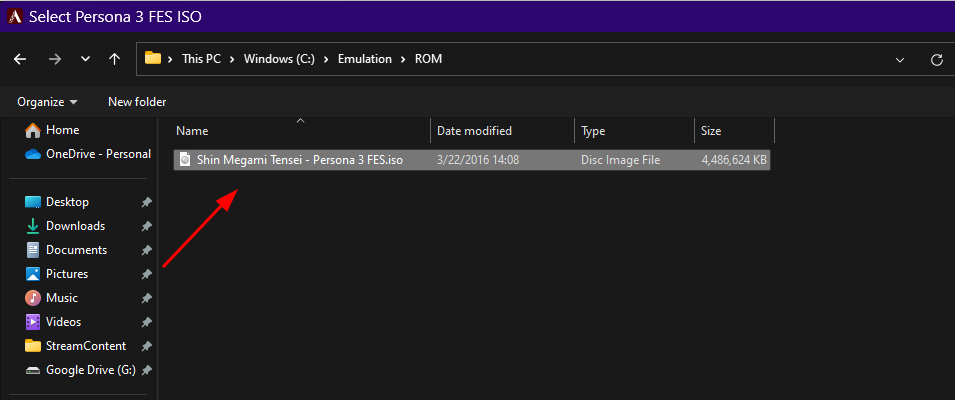 Select Persona 3 FES ISO
This PC > Windows (C:) > Emulation > ROM
Organize New folder
Name Date modified Type Size
Shin Megami Tensei - Persona 3 FES.iso 3/22/2016 14:08 Disc Image File 4,486,624 KB
Home
OneDrive - Personal
Desktop
Downloads
Documents
Pictures
Music
Videos
StreamContent
Google Drive (G:)